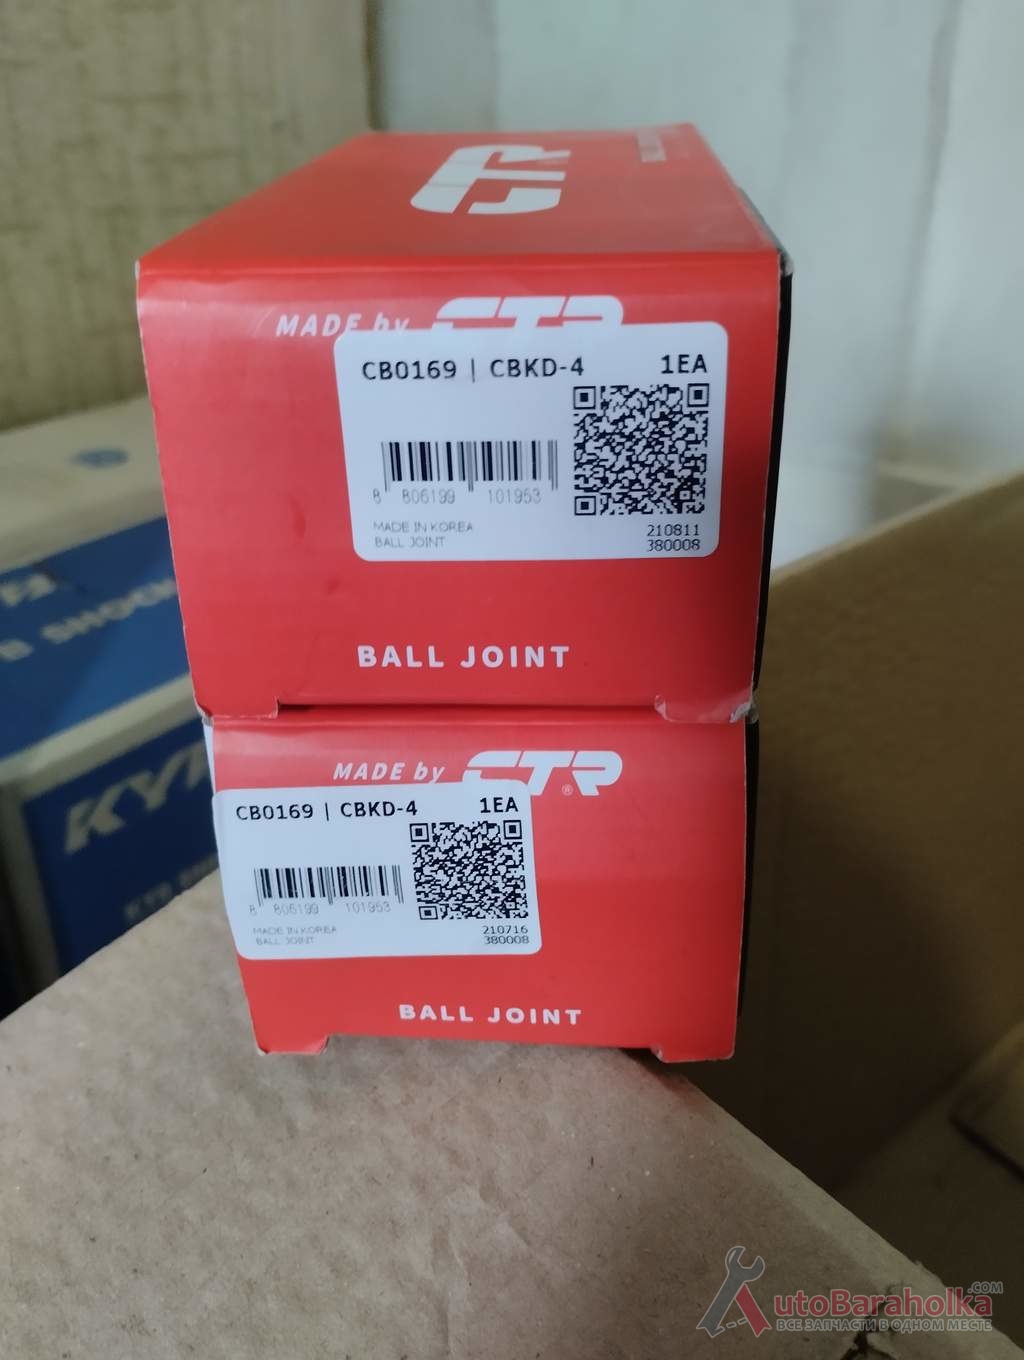 CTR
MADE by CTR
CB0169 | CBKD-4 1EA
8 806199 101953
MADE IN KOREA
BALL JOINT
210811
380008
BALL JOINT
MADE by CTR®
CB0169 | CBKD-4 1EA
8 806199 101953
MADE IN KOREA
BALL JOINT
210716
380008
BALL JOINT
KYB
AutoBaraholka.COM
ВСЕ ЗАПЧАСТИ В ОДНОМ МЕСТЕ